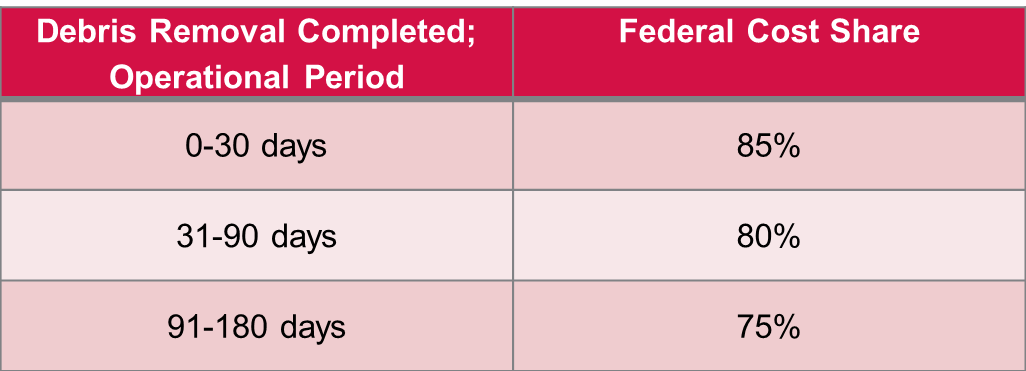 Debris Removal Completed;
Operational Period
Federal Cost Share
0-30 days
85%
31-90 days
80%
91-180 days
75%